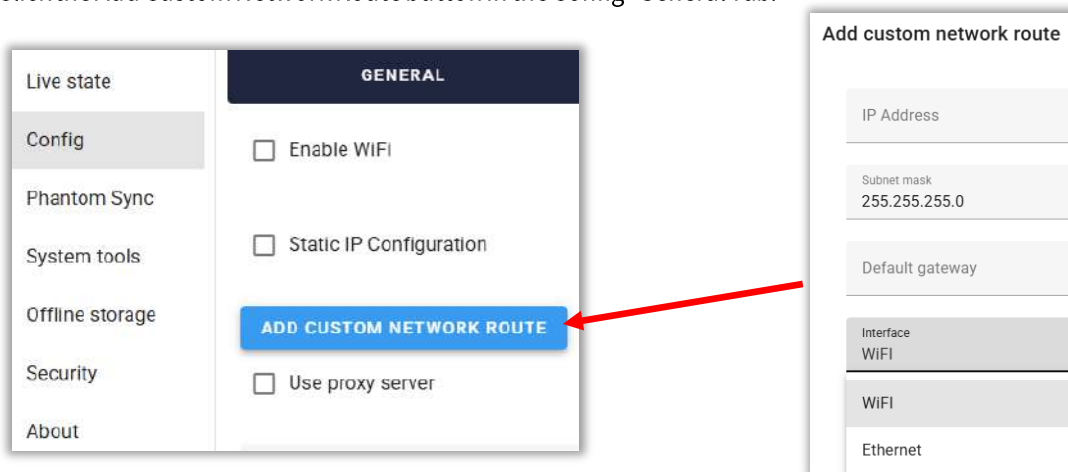 Live state
Config
Phantom Sync
System tools
Offline storage
Security
About
GENERAL
Enable WiFi
Static IP Configuration
ADD CUSTOM NETWORK ROUTE
Use proxy server
Add custom network route
IP Address
Subnet mask
255.255.255.0
Default gateway
Interface
WiFI
WiFI
Ethernet